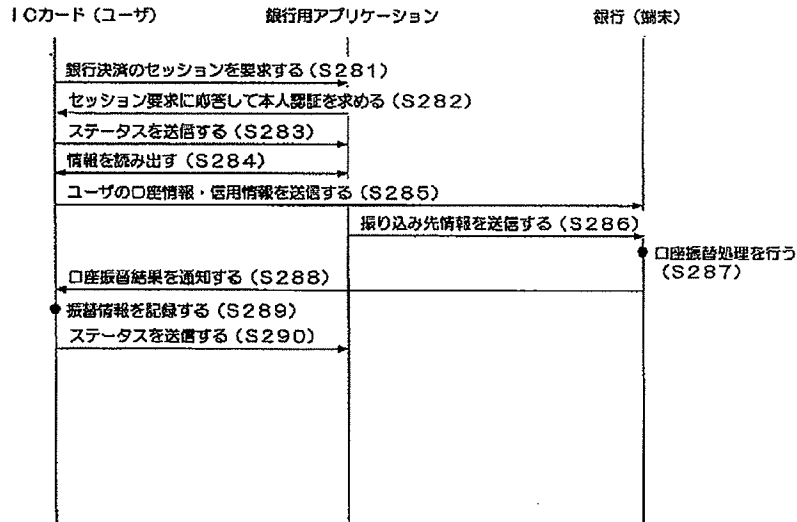 ICカード（ユーザ）
銀行用アプリケーション
銀行（端末）
銀行決済のセッションを要求する（S281）
セッション要求に応答して本人認証を求める（S282）
ステータスを送信する（S283）
情報を読み出す（S284）
ユーザの口座情報・信用情報を送信する（S285）
振り込み先情報を送信する（S286）
口座振替処理を行う
（S287）
口座振替結果を通知する（S288）
振替情報を記録する（S289）
ステータスを送信する（S290）